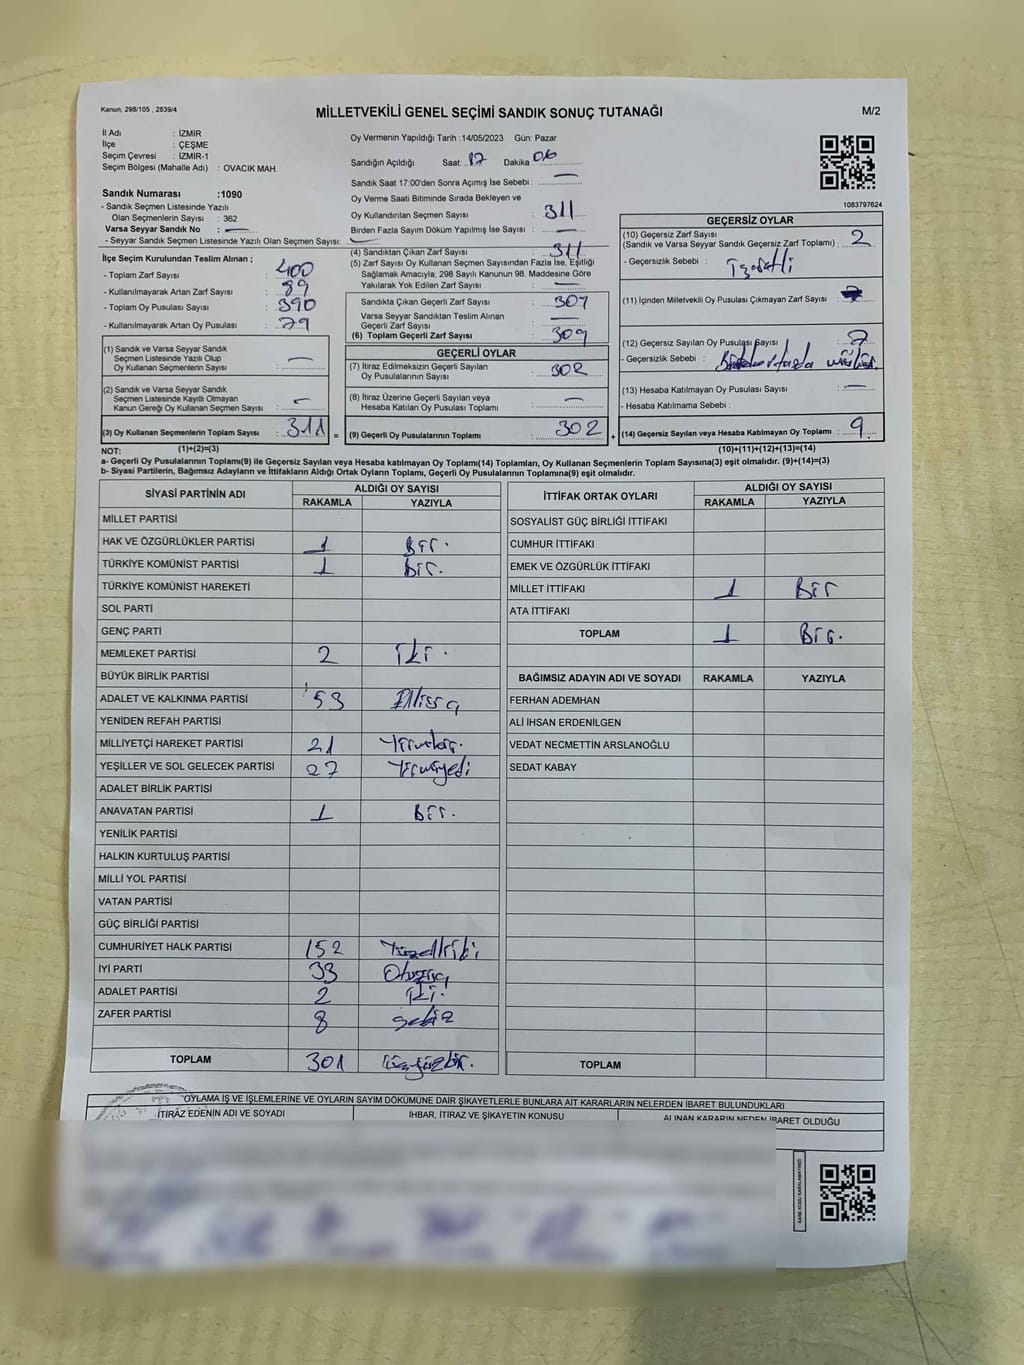 Kanun, 298/105 , 2839/4
MİLLETVEKİLİ GENEL SEÇİMİ SANDIK SONUÇ TUTANAĞI
M/2
İl Adı : İZMİR
İlçe : ÇEŞME
Seçim Çevresi : İZMİR-1
Seçim Bölgesi (Mahalle Adı) : OVACIK MAH.
Sandık Numarası :1090
- Sandık Seçmen Listesinde Yazılı
Olan Seçmenlerin Sayısı : 362
Varsa Seyyar Sandık No : —
- Seyyar Sandık Seçmen Listesinde Yazılı Olan Seçmen Sayısı: —
Oy Vermenin Yapıldığı Tarih :14/05/2023 Gün: Pazar
Sandığın Açıldığı Saat: 17 Dakika: 06
Sandık Saat 17:00'den Sonra Açımış İse Sebebi : —
Oy Verme Saati Bitiminde Sırada Bekleyen ve
Oy Kullandırılan Seçmen Sayısı : 311
Birden Fazla Sayım Döküm Yapılmış İse Sayısı : —
1083797624
İlçe Seçim Kurulundan Teslim Alınan ;
- Toplam Zarf Sayısı : 400
- Kullanılmayarak Artan Zarf Sayısı : 89
- Toplam Oy Pusulası Sayısı : 390
- Kullanılmayarak Artan Oy Pusulası : 79
(4) Sandıktan Çıkan Zarf Sayısı : 311
(5) Zarf Sayısı Oy Kullanan Seçmen Sayısından Fazla İse, Eşitliği
Sağlamak Amacıyla; 298 Sayılı Kanunun 98. Maddesine Göre
Yakılarak Yok Edilen Zarf Sayısı : —
Sandıkta Çıkan Geçerli Zarf Sayısı : 309
Varsa Seyyar Sandıktan Teslim Alınan
Geçerli Zarf Sayısı : —
(6) Toplam Geçerli Zarf Sayısı : 309
GEÇERSİZ OYLAR
(10) Geçersiz Zarf Sayısı
(Sandık ve Varsa Seyyar Sandık Geçersiz Zarf Toplamı) : 2
- Geçersizlik Sebebi : İşaretli
(11) İçinden Milletvekili Oy Pusulası Çıkmayan Zarf Sayısı :
(12) Geçersiz Sayılan Oy Pusulası Sayısı : 7
- Geçersizlik Sebebi : Birden fazla mühür.
(13) Hesaba Katılmayan Oy Pusulası Sayısı : —
- Hesaba Katılmama Sebebi :
(14) Geçersiz Sayılan veya Hesaba Katılmayan Oy Toplamı : 9
(1) Sandık ve Varsa Seyyar Sandık
Seçmen Listesinde Yazılı Olup
Oy Kullanan Seçmenlerin Sayısı : —
(2) Sandık ve Varsa Seyyar Sandık
Seçmen Listesinde Kayıtlı Olmayan
Kanun Gereği Oy Kullanan Seçmen Sayısı : —
(3) Oy Kullanan Seçmenlerin Toplam Sayısı : 311 =
GEÇERLİ OYLAR
(7) İtiraz Edilmeksizin Geçerli Sayılan
Oy Pusulalarının Sayısı : 302
(8) İtiraz Üzerine Geçerli Sayılan veya
Hesaba Katılan Oy Pusulası Toplamı : —
(9) Geçerli Oy Pusulalarının Toplamı : 302 +
NOT: (1)+(2)=(3) (10)+(11)+(12)+(13)=(14)
a- Geçerli Oy Pusulalarının Toplamı(9) ile Geçersiz Sayılan veya Hesaba katılmayan Oy Toplamı(14) Toplamları, Oy Kullanan Seçmenlerin Toplam Sayısına(3) eşit olmalıdır. (9)+(14)=(3)
b- Siyasi Partilerin, Bağımsız Adayların ve İttifakların Aldığı Ortak Oyların Toplamı, Geçerli Oy Pusulalarının Toplamına(9) eşit olmalıdır.
SİYASİ PARTİNİN ADI ALDIĞI OY SAYISI
RAKAMLA YAZIYLA
MİLLET PARTİSİ
HAK VE ÖZGÜRLÜKLER PARTİSİ 1 Bir.
TÜRKİYE KOMÜNİST PARTİSİ 1 Bir.
TÜRKİYE KOMÜNİST HAREKETİ
SOL PARTİ
GENÇ PARTİ
MEMLEKET PARTİSİ 2 İki.
BÜYÜK BİRLİK PARTİSİ
ADALET VE KALKINMA PARTİSİ 53 Elliüç
YENİDEN REFAH PARTİSİ
MİLLİYETÇİ HAREKET PARTİSİ 21 Yirmibir.
YEŞİLLER VE SOL GELECEK PARTİSİ 27 Yirmiyedi
ADALET BİRLİK PARTİSİ
ANAVATAN PARTİSİ 1 Bir.
YENİLİK PARTİSİ
HALKIN KURTULUŞ PARTİSİ
MİLLİ YOL PARTİSİ
VATAN PARTİSİ
GÜÇ BİRLİĞİ PARTİSİ
CUMHURİYET HALK PARTİSİ 152 Yüzelliiki
İYİ PARTİ 33 Otuzüç
ADALET PARTİSİ 2 İki.
ZAFER PARTİSİ 8 Sekiz
TOPLAM 301 Üçyüzbir.
İTTİFAK ORTAK OYLARI ALDIĞI OY SAYISI
RAKAMLA YAZIYLA
SOSYALİST GÜÇ BİRLİĞİ İTTİFAKI
CUMHUR İTTİFAKI
EMEK VE ÖZGÜRLÜK İTTİFAKI
MİLLET İTTİFAKI 1 Bir
ATA İTTİFAKI
TOPLAM 1 Bir.
BAĞIMSIZ ADAYIN ADI VE SOYADI RAKAMLA YAZIYLA
FERHAN ADEMHAN
ALİ İHSAN ERDENİLGEN
VEDAT NECMETTİN ARSLANOĞLU
SEDAT KABAY
TOPLAM
OYLAMA İŞ VE İŞLEMLERİNE VE OYLARIN SAYIM DÖKÜMÜNE DAİR ŞİKAYETLERLE BUNLARA AİT KARARLARIN NELERDEN İBARET BULUNDUKLARI
İTİRAZ EDENİN ADI VE SOYADI İHBAR, İTİRAZ VE ŞİKAYETİN KONUSU ALINAN KARARIN NEDEN İBARET OLDUĞU
KARE KODU KARALAMAYINIZ!